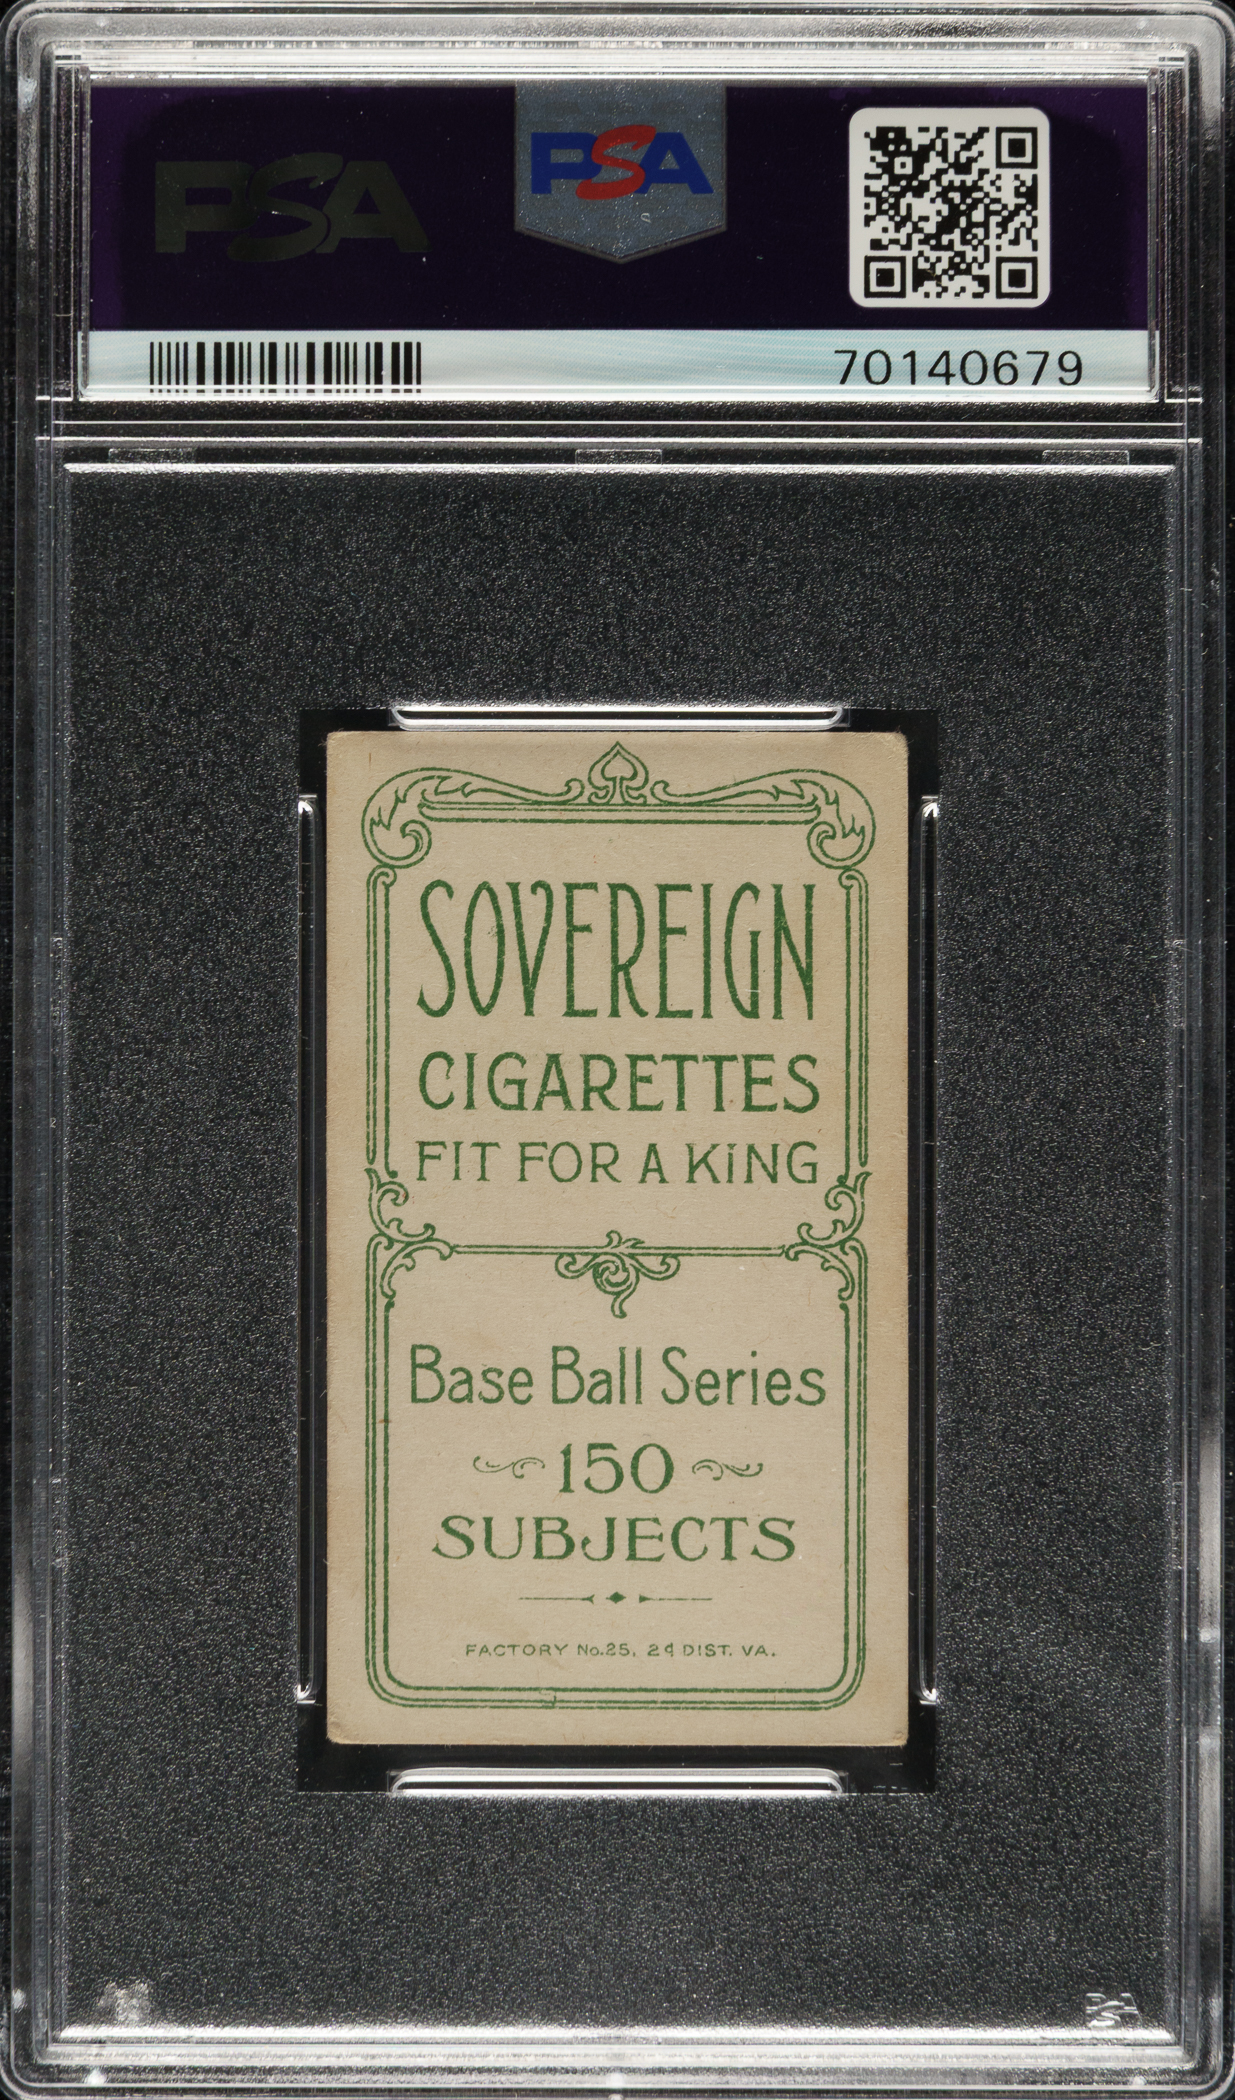 PSA
PSA
70140679
SOVEREIGN
CIGARETTES
FIT FOR A KING
Base Ball Series
150
SUBJECTS
FACTORY No.25, 2d DIST. VA.
PSA